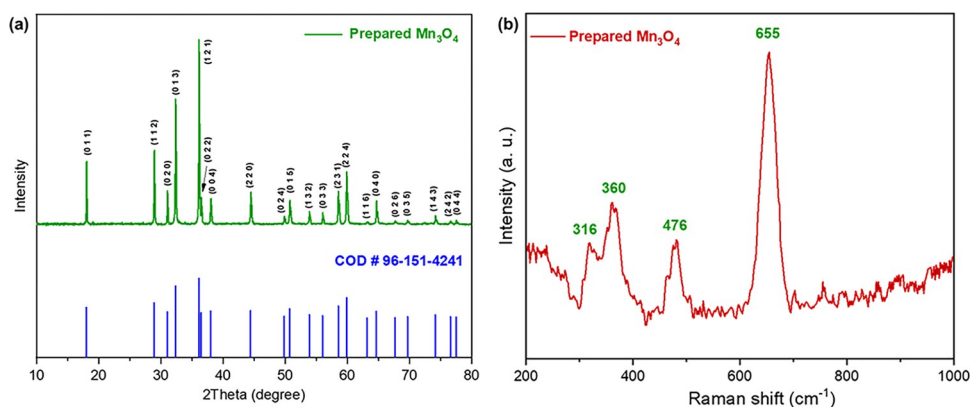 (a)
Prepared Mn₃O₄
(0 1 1)
(1 1 2)
(0 2 0)
(0 1 3)
(1 2 1)
(0 2 2)
(0 0 4)
(2 2 0)
(0 2 4)
(0 1 5)
(1 3 2)
(0 3 3)
(2 3 1)
(2 2 4)
(1 1 6)
(0 4 0)
(0 2 6)
(0 3 5)
(1 4 3)
(2 4 2)
(0 4 4)
COD # 96-151-4241
Intensity
10 20 30 40 50 60 70 80
2Theta (degree)
(b)
Prepared Mn₃O₄
655
360
316
476
Intensity (a. u.)
200 400 600 800 1000
Raman shift (cm⁻¹)